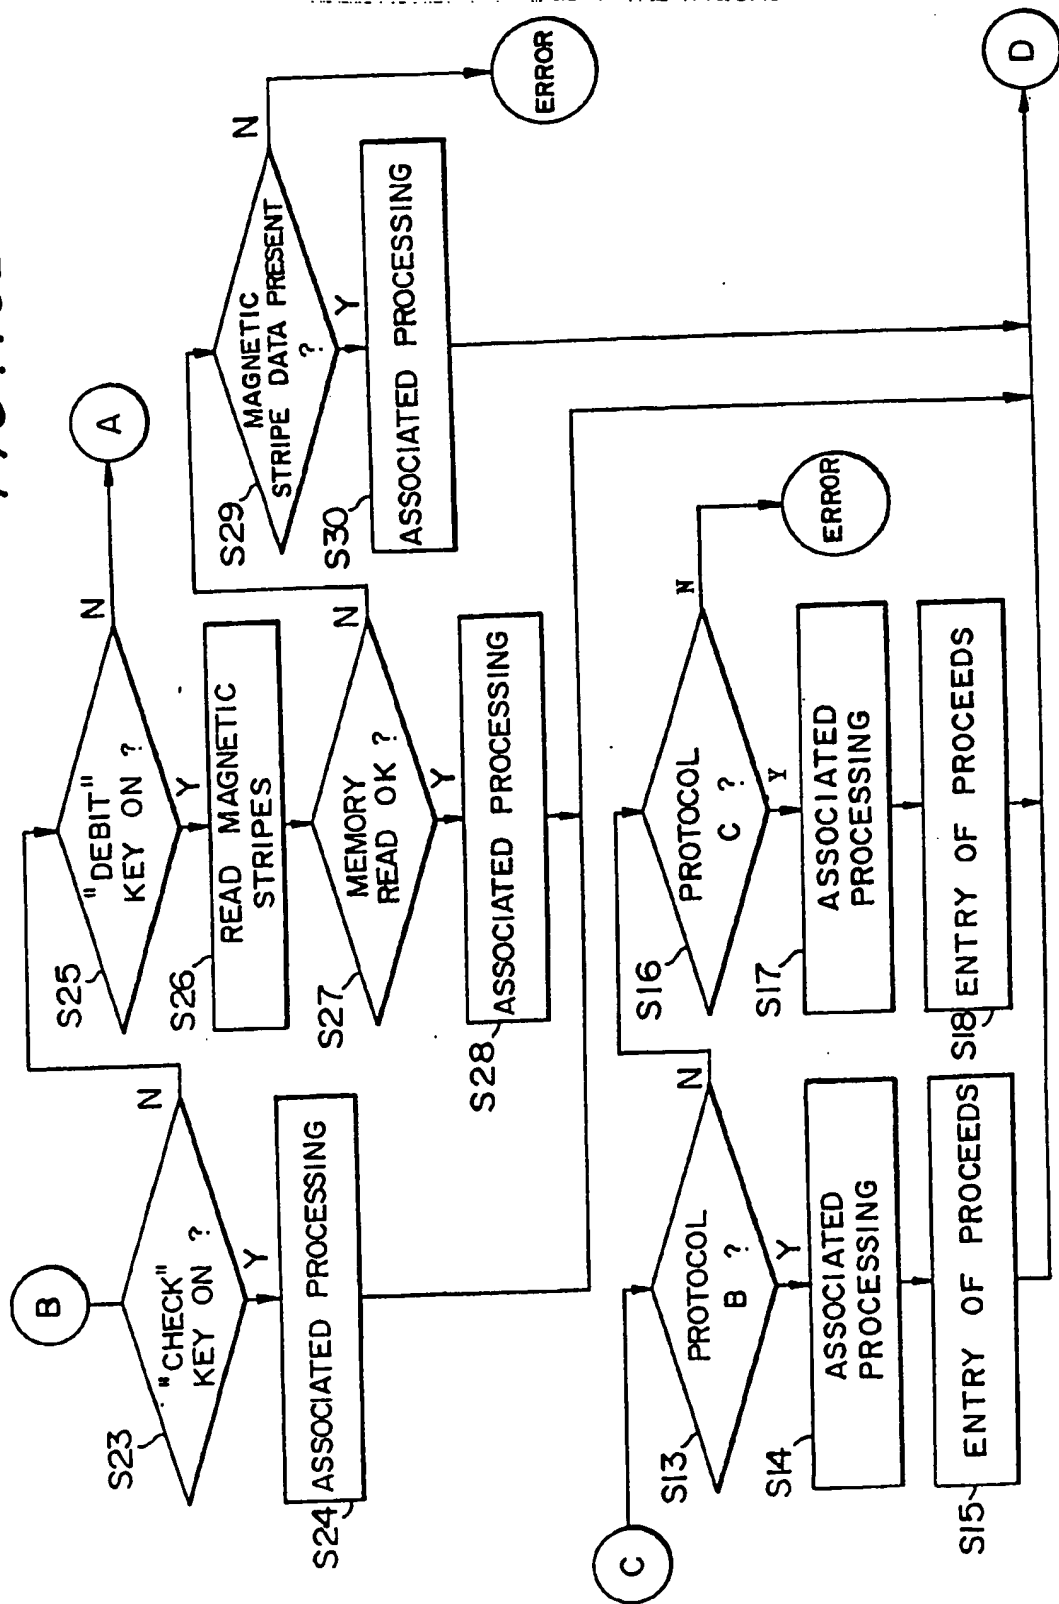 B
S23
"CHECK"
KEY ON ?
N
Y
S24
ASSOCIATED PROCESSING
S25
"DEBIT"
KEY ON ?
N
Y
A
S26
READ MAGNETIC
STRIPES
S27
MEMORY
READ OK ?
N
Y
S28
ASSOCIATED PROCESSING
S29
MAGNETIC
STRIPE DATA PRESENT
?
N
Y
ERROR
S30
ASSOCIATED PROCESSING
C
S13
PROTOCOL
B ?
N
Y
S14
ASSOCIATED
PROCESSING
S15
ENTRY OF PROCEEDS
S16
PROTOCOL
C ?
N
Y
ERROR
S17
ASSOCIATED
PROCESSING
S18
ENTRY OF PROCEEDS
D